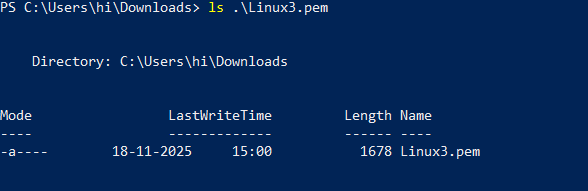 PS C:\Users\hi\Downloads> ls .\Linux3.pem
Directory: C:\Users\hi\Downloads
Mode LastWriteTime Length Name
---- ------------- ------ ----
-a---- 18-11-2025 15:00 1678 Linux3.pem